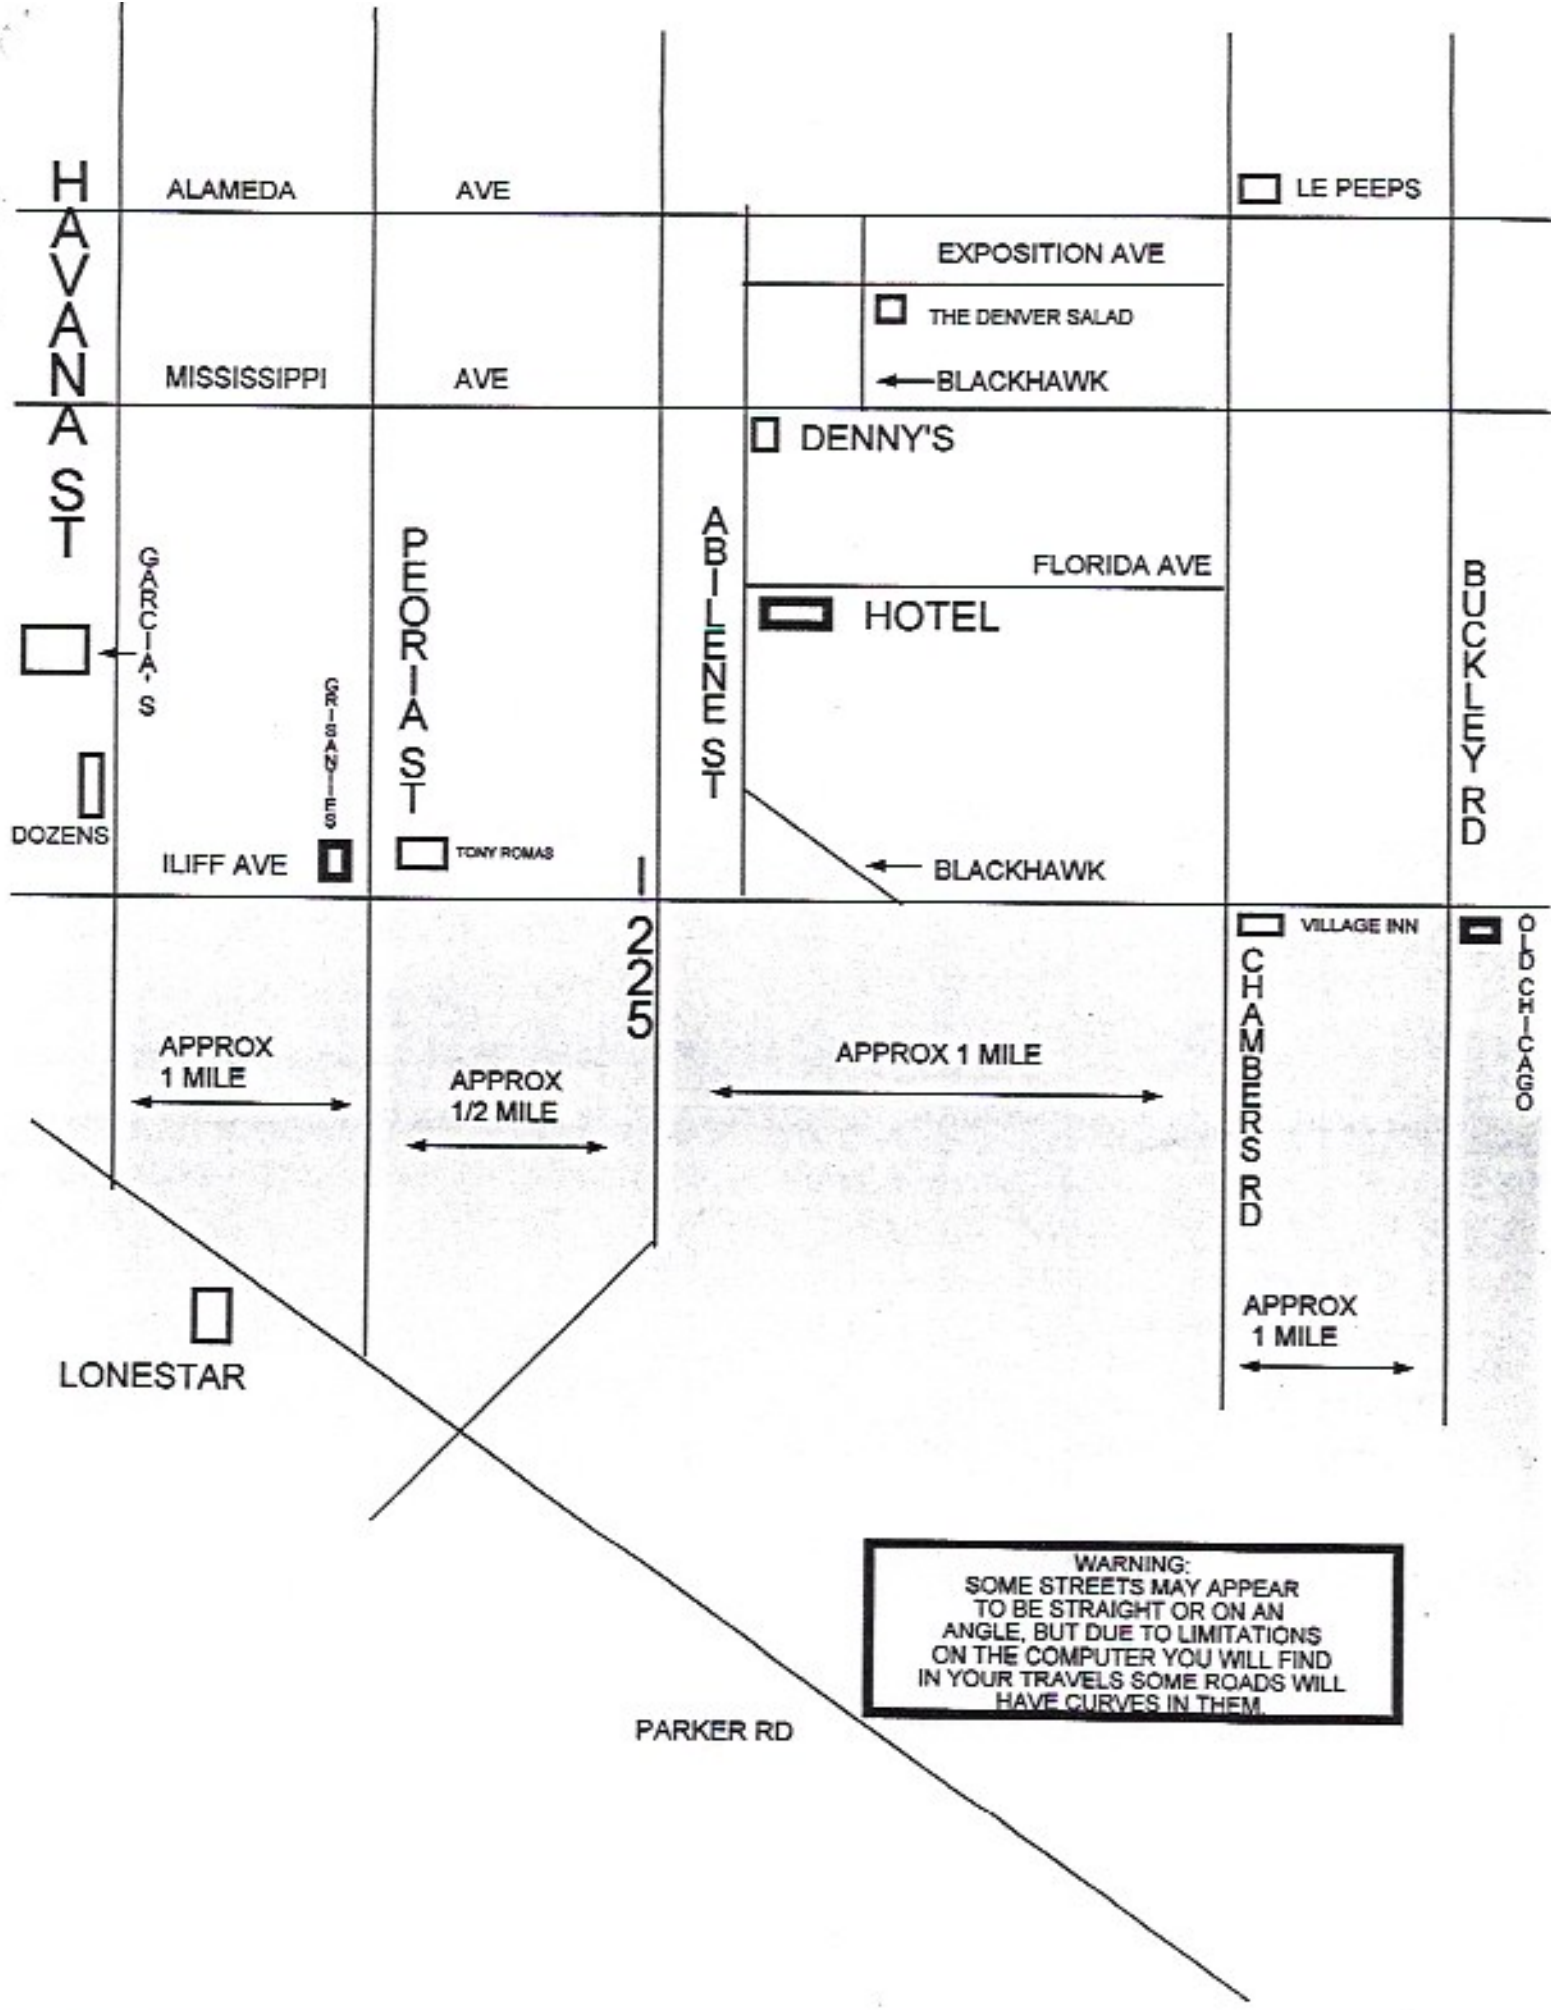 HAVANA ST
ALAMEDA AVE
LE PEEPS
EXPOSITION AVE
THE DENVER SALAD
MISSISSIPPI AVE
BLACKHAWK
DENNY'S
GARCIA'S
PEORIA ST
ABILENE ST
FLORIDA AVE
HOTEL
BUCKLEY RD
GRISANTIES
DOZENS
ILIFF AVE
TONY ROMAS
BLACKHAWK
I 225
VILLAGE INN
OLD CHICAGO
CHAMBERS RD
APPROX
1 MILE
APPROX
1/2 MILE
APPROX 1 MILE
APPROX
1 MILE
LONESTAR
WARNING:
SOME STREETS MAY APPEAR
TO BE STRAIGHT OR ON AN
ANGLE, BUT DUE TO LIMITATIONS
ON THE COMPUTER YOU WILL FIND
IN YOUR TRAVELS SOME ROADS WILL
HAVE CURVES IN THEM.
PARKER RD